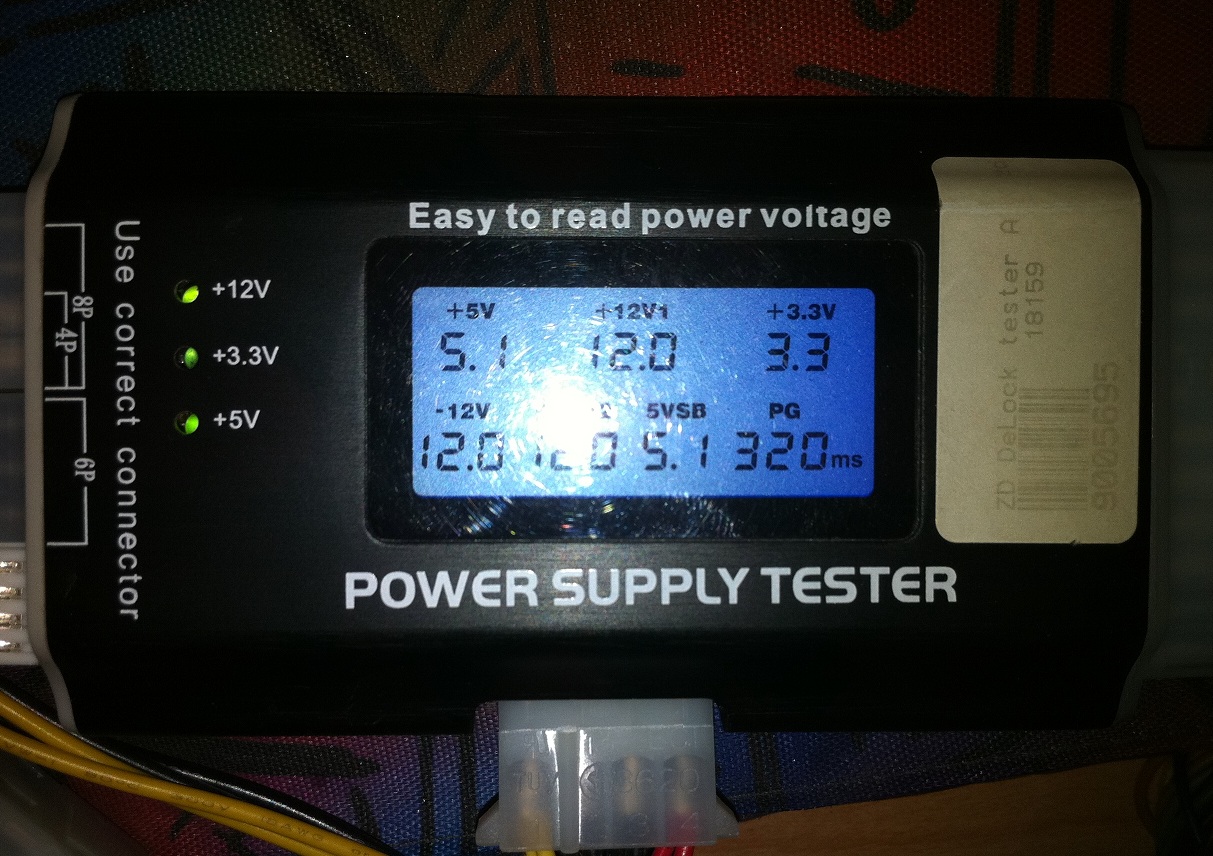 Easy to read power voltage
+5V +12V1 +3.3V
5.1 12.0 3.3
-12V 5VSB PG
12.0 5.1 320ms
POWER SUPPLY TESTER
+12V
+3.3V
+5V
Use correct connector
8P
4P
6P
ZD DeLock tester A
18159
9005695